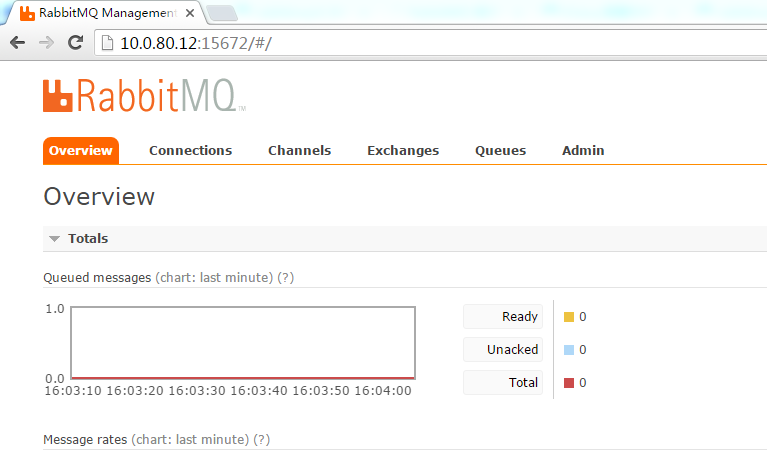 RabbitMQ Management
10.0.80.12:15672/#/
RabbitMQ™
Overview Connections Channels Exchanges Queues Admin
Overview
Totals
Queued messages (chart: last minute) (?)
1.0
0.0
16:03:10 16:03:20 16:03:30 16:03:40 16:03:50 16:04:00
Ready 0
Unacked 0
Total 0
Message rates (chart: last minute) (?)